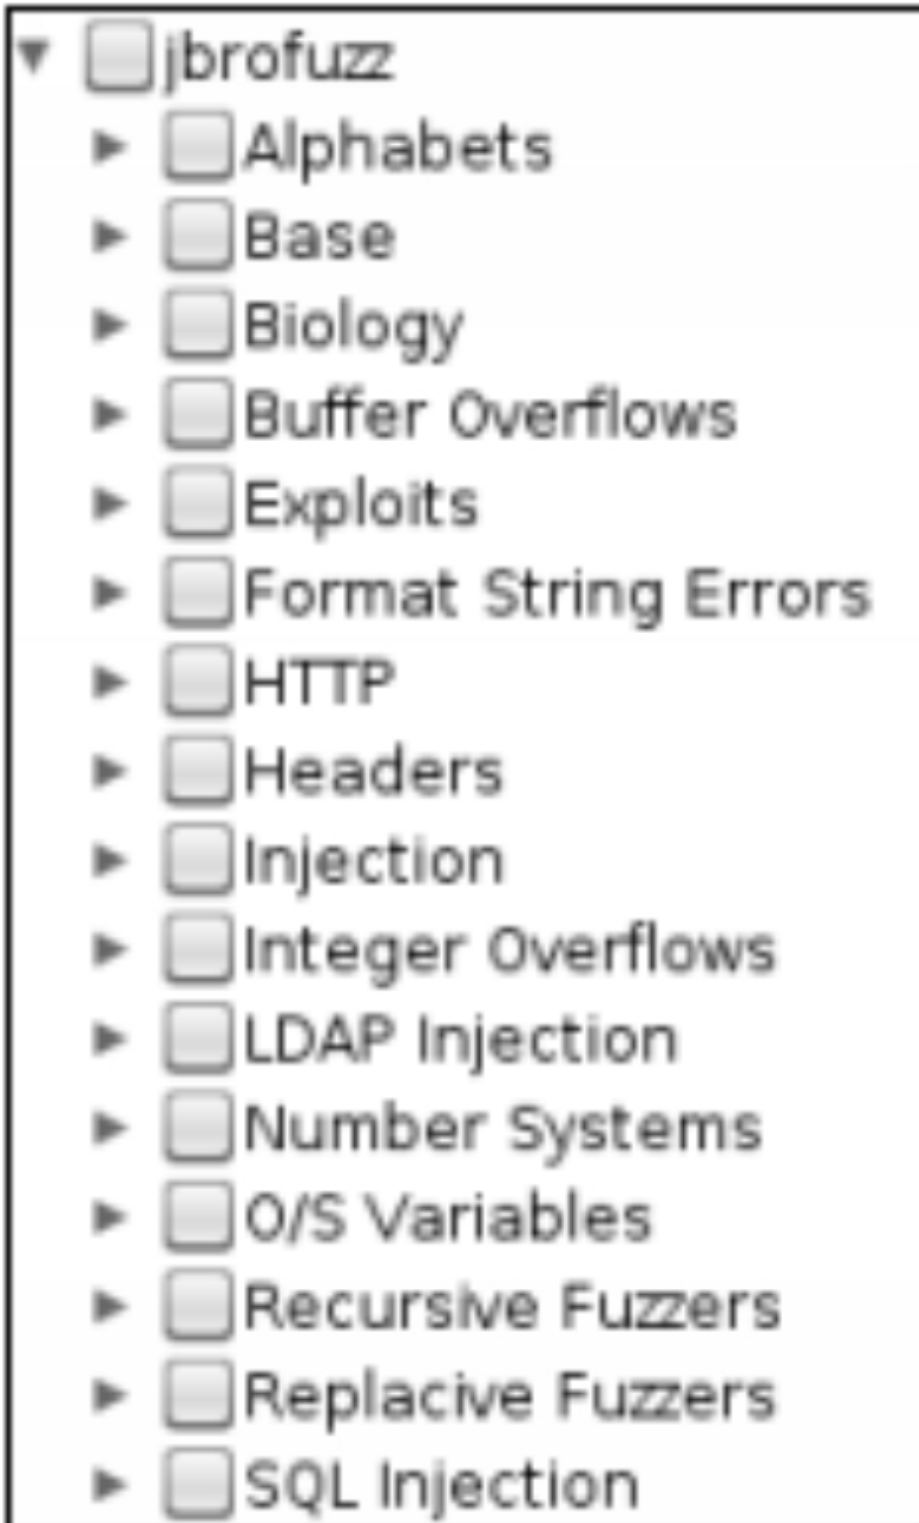 jbrofuzz
Alphabets
Base
Biology
Buffer Overflows
Exploits
Format String Errors
HTTP
Headers
Injection
Integer Overflows
LDAP Injection
Number Systems
O/S Variables
Recursive Fuzzers
Replacive Fuzzers
SQL Injection